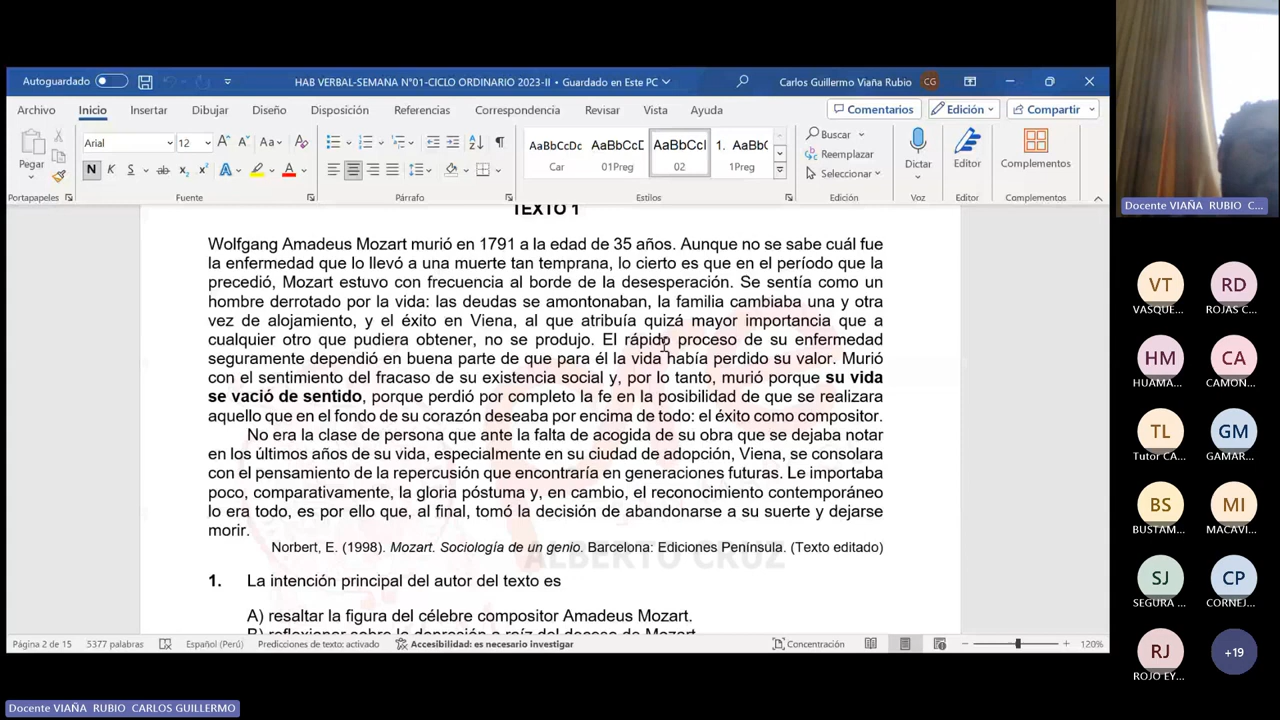 Autoguardado
HAB VERBAL-SEMANA N°01-CICLO ORDINARIO 2023-II • Guardado en Este PC
Carlos Guillermo Viaña Rubio
CG
Archivo Inicio Insertar Dibujar Diseño Disposición Referencias Correspondencia Revisar Vista Ayuda
Comentarios Edición Compartir
Pegar
Arial 12
N K S ab x₂ x² A A A
Aa
AaBbCcDc AaBbCcD AaBbCcI 1. AaBb(
Car 01Preg 02 1Preg
Buscar
Reemplazar
Seleccionar
Dictar Editor Complementos
Portapapeles Fuente Párrafo Estilos Edición Voz Editor Complementos
TEXTO 1
Wolfgang Amadeus Mozart murió en 1791 a la edad de 35 años. Aunque no se sabe cuál fue
la enfermedad que lo llevó a una muerte tan temprana, lo cierto es que en el período que la
precedió, Mozart estuvo con frecuencia al borde de la desesperación. Se sentía como un
hombre derrotado por la vida: las deudas se amontonaban, la familia cambiaba una y otra
vez de alojamiento, y el éxito en Viena, al que atribuía quizá mayor importancia que a
cualquier otro que pudiera obtener, no se produjo. El rápido proceso de su enfermedad
seguramente dependió en buena parte de que para él la vida había perdido su valor. Murió
con el sentimiento del fracaso de su existencia social y, por lo tanto, murió porque su vida
se vació de sentido, porque perdió por completo la fe en la posibilidad de que se realizara
aquello que en el fondo de su corazón deseaba por encima de todo: el éxito como compositor.
No era la clase de persona que ante la falta de acogida de su obra que se dejaba notar
en los últimos años de su vida, especialmente en su ciudad de adopción, Viena, se consolara
con el pensamiento de la repercusión que encontraría en generaciones futuras. Le importaba
poco, comparativamente, la gloria póstuma y, en cambio, el reconocimiento contemporáneo
lo era todo, es por ello que, al final, tomó la decisión de abandonarse a su suerte y dejarse
morir.
Norbert, E. (1998). Mozart. Sociología de un genio. Barcelona: Ediciones Península. (Texto editado)
ALBERTO CRUZ
1. La intención principal del autor del texto es
A) resaltar la figura del célebre compositor Amadeus Mozart.
B) reflexionar sobre la depresión a raíz del deceso de Mozart.
Página 2 de 15 5377 palabras Español (Perú) Predicciones de texto: activado Accesibilidad: es necesario investigar Concentración 120%
Docente VIAÑA RUBIO CARLOS GUILLERMO
Docente VIAÑA RUBIO C...
VT RD
VASQUE... ROJAS C...
HM CA
HUAMA... CAMON...
TL GM
Tutor CA... GAMAR...
BS MI
BUSTAM... MACAVI...
SJ CP
SEGURA ... CORNEJ...
RJ +19
ROJO EY...